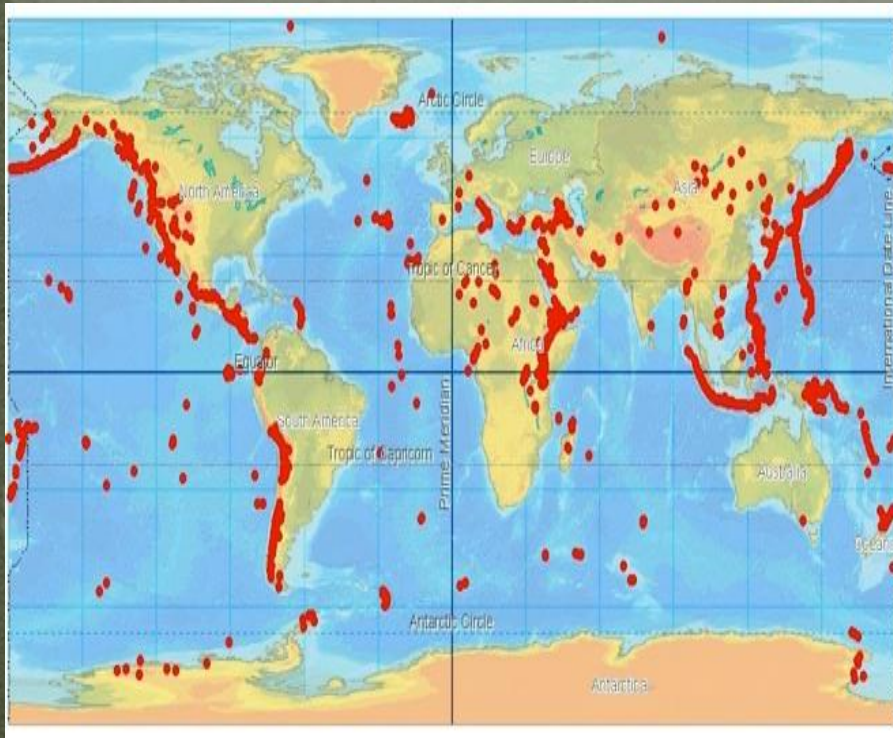 Arctic Circle
Europe
North America
Asia
Tropic of Cancer
Africa
Equator
South America
Tropic of Capricorn
Prime Meridian
International Date Line
Australia
Antarctic Circle
Antarctica